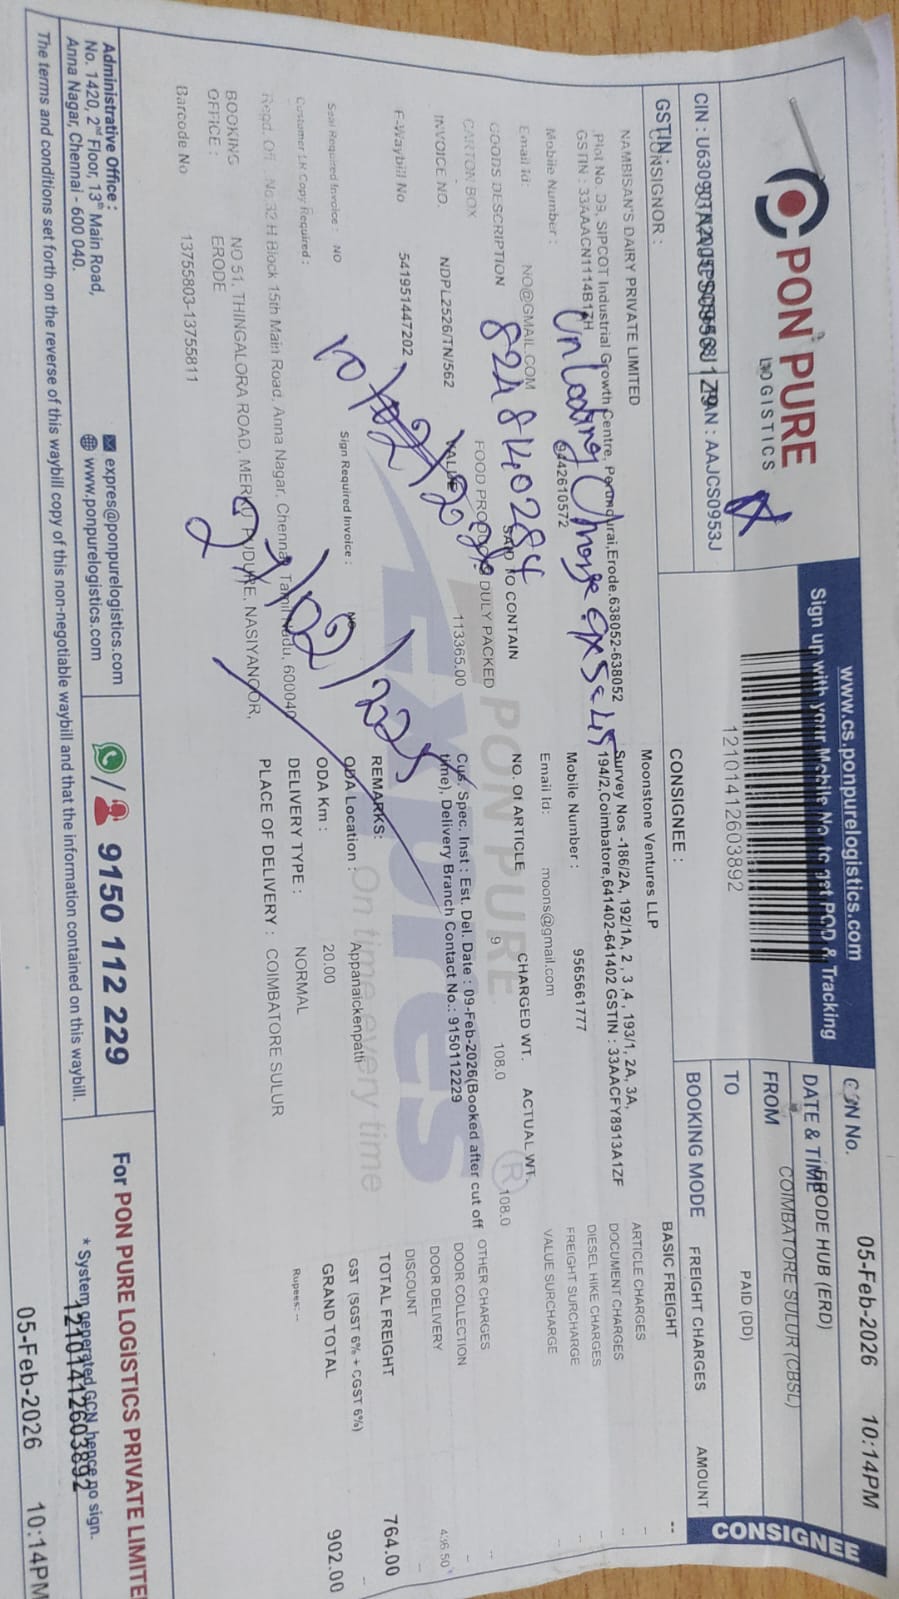 PON PURE
LOGISTICS
www.cs.ponpurelogistics.com
Sign up with your Mobile No. to get POD & Tracking
CONSIGNEE
CIN : PAN : AAJCS0953J
GSTIN :
12101412603892
CN No.
DATE & TIME 05-Feb-2026 10:14PM
FROM ERODE HUB (ERD)
TO COIMBATORE SULUR (CBSL)
BOOKING MODE PAID (DD)
CONSIGNOR :
NAMBISAN'S DAIRY PRIVATE LIMITED
Plot No. D9, SIPCOT Industrial Growth Centre, Perundurai,Erode,638052-638052
GSTIN : 33AAACN1114B1ZH
Mobile Number : 9442610572
Email Id: NO@GMAIL.COM
CONSIGNEE :
Moonstone Ventures LLP
Survey Nos -186/2A, 192/1A, 2 , 3 ,4 , 193/1, 2A, 3A,
194/2,Coimbatore,641402-641402 GSTIN : 33AACFY8913A1ZF
Mobile Number : 9565661777
Email Id: moons@gmail.com
Unloading Charge 9x5=45
8248840284
GOODS DESCRIPTION SAID TO CONTAIN NO. Of ARTICLE CHARGED WT. ACTUAL WT.
CARTON BOX FOOD PRODUCTS DULY PACKED 9 108.0 108.0
INVOICE NO. NDPL2526/TN/562 VALUE 113365.00
Cus. Spec. Inst : Est. Del. Date : 09-Feb-2026(Booked after cut off
time), Delivery Branch Contact No.: 9150112229
E-Waybill No 541951447202
REMARKS:
Seal Required Invoice : NO Sign Required Invoice : NO
ODA Location : Appanaickenpatti
Customer LR Copy Required :
ODA Km : 20.00
Regd. Off. No.32 H Block 15th Main Road, Anna Nagar, Chennai Tamil Nadu, 600040
DELIVERY TYPE : NORMAL
BOOKING OFFICE : NO 51, THINGALORA ROAD, PUDURE, NASIYANOOR,
ERODE
PLACE OF DELIVERY : COIMBATORE SULUR
Barcode No 13755803-13755811
PON PURE
EXPRES
On time every time
®
FREIGHT CHARGES AMOUNT
BASIC FREIGHT --
ARTICLE CHARGES --
DOCUMENT CHARGES --
DIESEL HIKE CHARGES --
FREIGHT SURCHARGE --
VALUE SURCHARGE --
OTHER CHARGES --
DOOR COLLECTION --
DOOR DELIVERY 436.50
DISCOUNT --
TOTAL FREIGHT 764.00
GST (SGST 6% + CGST 6%) --
GRAND TOTAL 902.00
Rupees: --
Administrative Office :
No. 1420, 2nd Floor, 13th Main Road,
Anna Nagar, Chennai - 600 040.
expres@ponpurelogistics.com
www.ponpurelogistics.com
9150 112 229
For PON PURE LOGISTICS PRIVATE LIMITE
* System generated GCN hence no sign.
12101412603892
The terms and conditions set forth on the reverse of this waybill copy of this non-negotiable waybill and that the information contained on this waybill.
05-Feb-2026 10:14PM